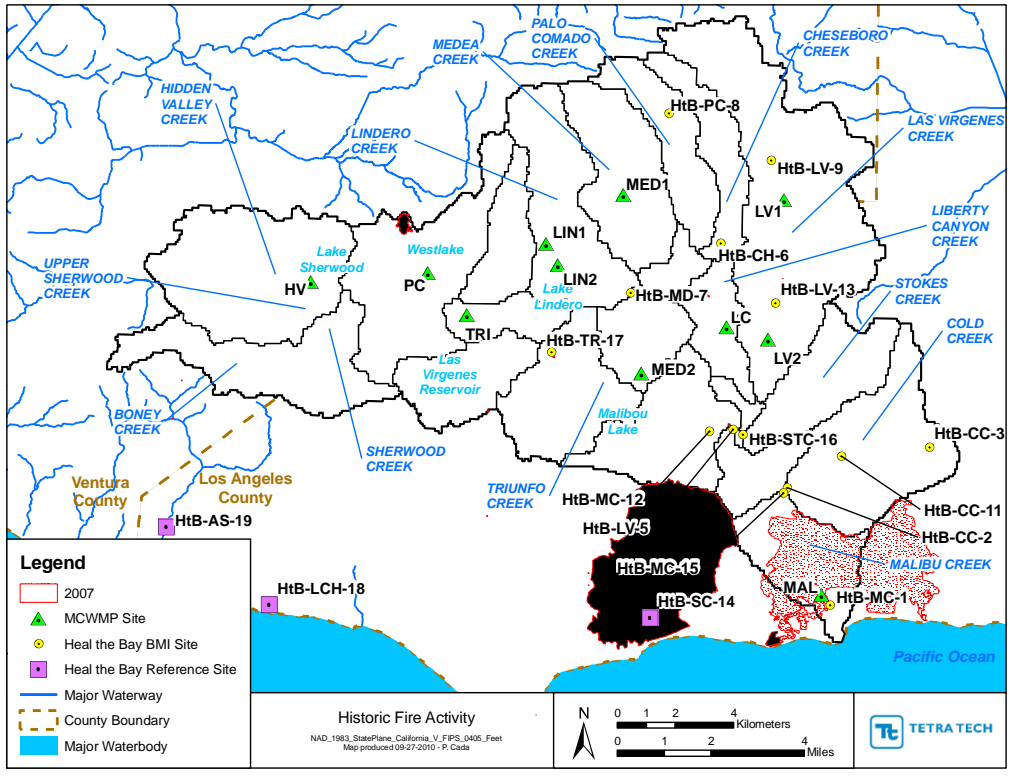 PALO
COMADO
CREEK
MEDEA
CREEK
CHESEBORO
CREEK
HIDDEN
VALLEY
CREEK
HtB-PC-8
LAS VIRGENES
CREEK
LINDERO
CREEK
HtB-LV-9
MED1
LV1
LIBERTY
CANYON
CREEK
Lake
Sherwood
Westlake
LIN1
HtB-CH-6
UPPER
SHERWOOD
CREEK
HV
PC
LIN2
Lake
Lindero
HtB-MD-7
HtB-LV-13
STOKES
CREEK
TRI
LC
COLD
CREEK
HtB-TR-17
LV2
Las
Virgenes
Reservoir
MED2
BONEY
CREEK
Malibou
Lake
HtB-CC-3
HtB-STC-16
SHERWOOD
CREEK
Ventura
County
Los Angeles
County
TRIUNFO
CREEK
HtB-MC-12
HtB-CC-11
HtB-AS-19
HtB-LV-5
HtB-CC-2
HtB-MC-15
MALIBU CREEK
HtB-LCH-18
MAL
HtB-MC-1
HtB-SC-14
Pacific Ocean
Legend
2007
MCWMP Site
Heal the Bay BMI Site
Heal the Bay Reference Site
Major Waterway
County Boundary
Major Waterbody
Historic Fire Activity
NAD_1983_StatePlane_California_V_FIPS_0405_Feet
Map produced 09-27-2010 - P. Cada
N
0 1 2 4
Kilometers
0 1 2 4
Miles
Tt TETRA TECH